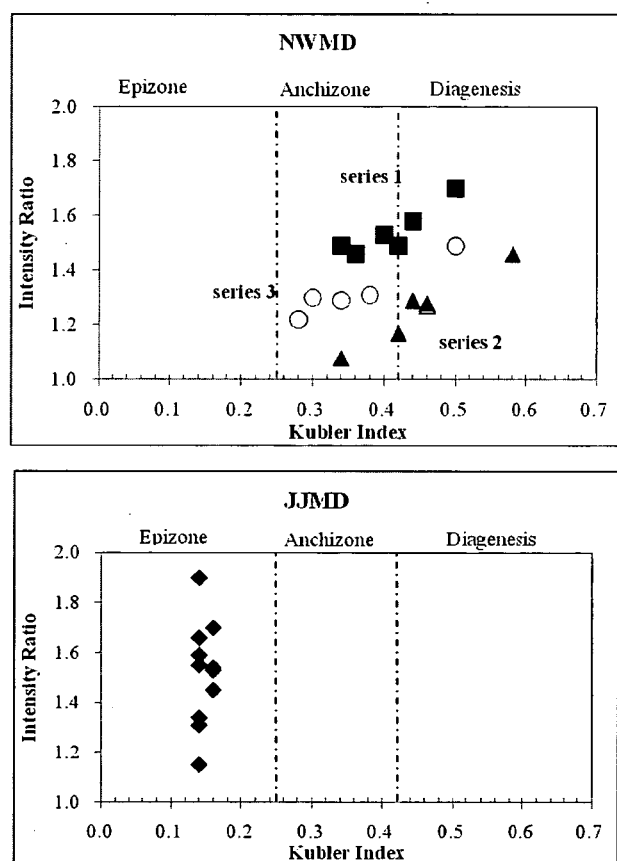 NWMD
Epizone Anchizone Diagenesis
2.0
1.8
series 1
1.6
Intensity Ratio
1.4
series 3
1.2
series 2
1.0
0.0 0.1 0.2 0.3 0.4 0.5 0.6 0.7
Kubler Index
JJMD
Epizone Anchizone Diagenesis
2.0
1.8
1.6
Intensity Ratio
1.4
1.2
1.0
0.0 0.1 0.2 0.3 0.4 0.5 0.6 0.7
Kubler Index